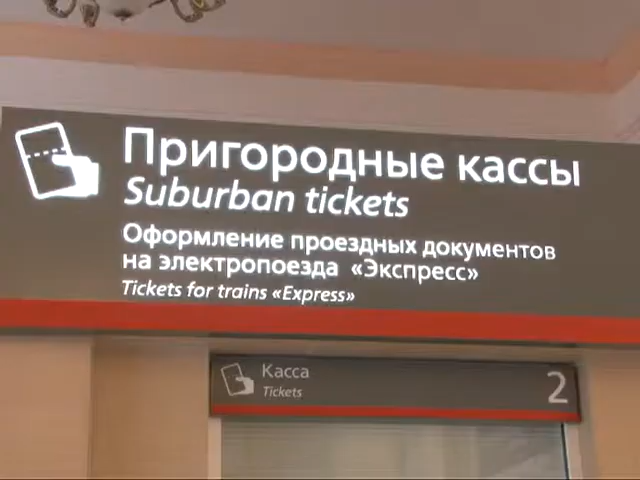 Пригородные кассы
Suburban tickets
Оформление проездных документов
на электропоезда «Экспресс»
Tickets for trains «Express»
Касса
Tickets
2